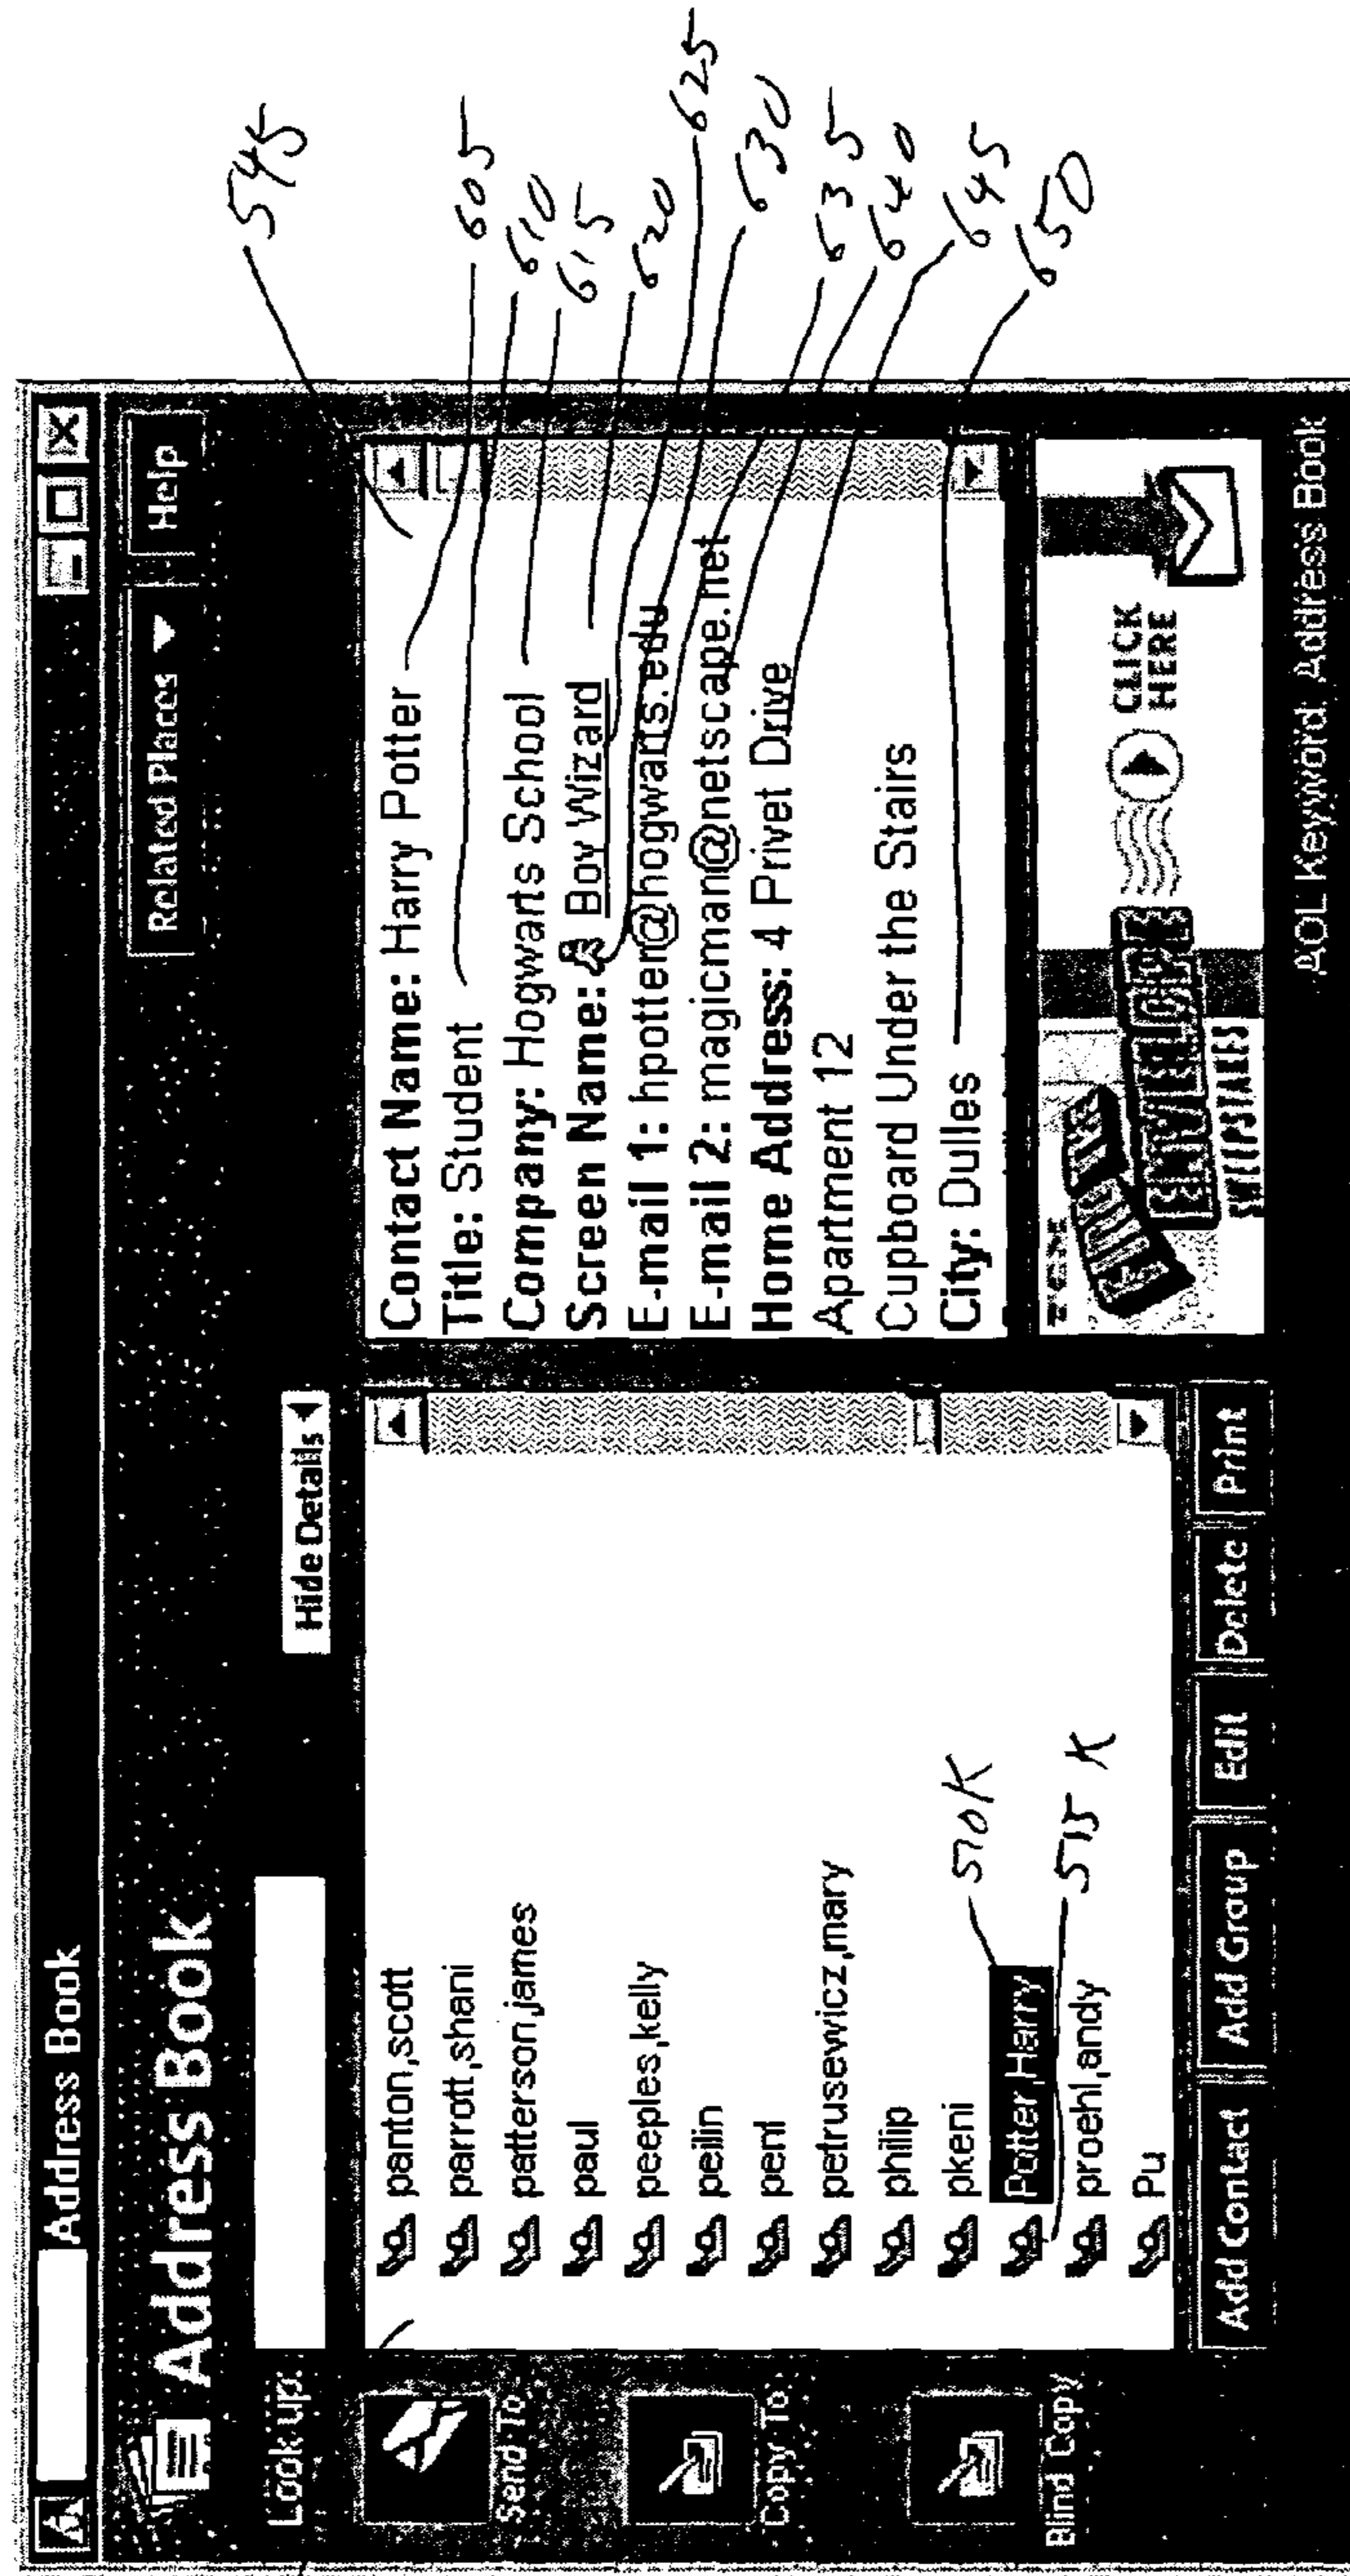 Address Book
Address Book
Related Places
Help
Look up:
Hide Details
Send To
Copy To
Blind Copy
panton,scott
parrott,shani
patterson,james
paul
peeples,kelly
peilin
penl
petrusewicz,mary
philip
pkeni
Potter,Harry
proehl,andy
Pu
570K
575K
Add Contact
Add Group
Edit
Delete
Print
Contact Name: Harry Potter
Title: Student
Company: Hogwarts School
Screen Name: Boy Wizard
E-mail 1: hpotter@hogwarts.edu
E-mail 2: magicman@netscape.net
Home Address: 4 Privet Drive
Apartment 12
Cupboard Under the Stairs
City: Dulles
ENVELOPE
SWEEPSTAKES
CLICK
HERE
AOL Keyword: Address Book
545
605
610
615
620
625
630
635
640
645
650